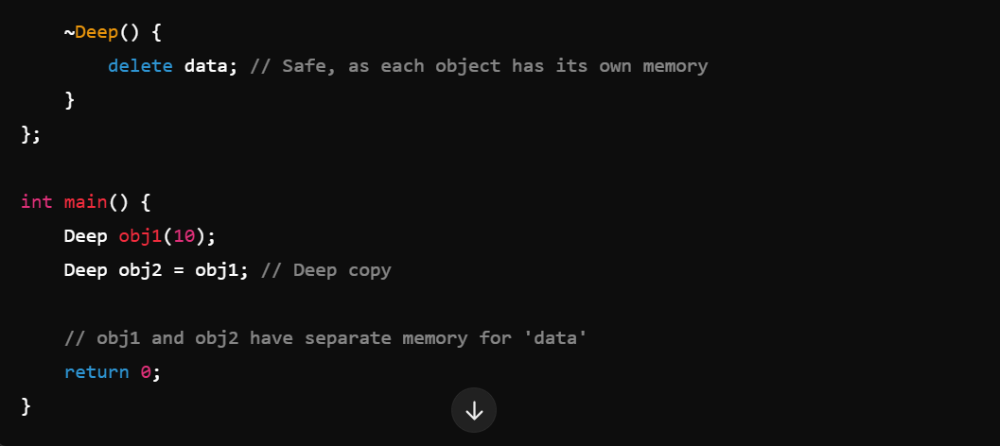 ~Deep() {
delete data; // Safe, as each object has its own memory
}
};
int main() {
Deep obj1(10);
Deep obj2 = obj1; // Deep copy
// obj1 and obj2 have separate memory for 'data'
return 0;
}